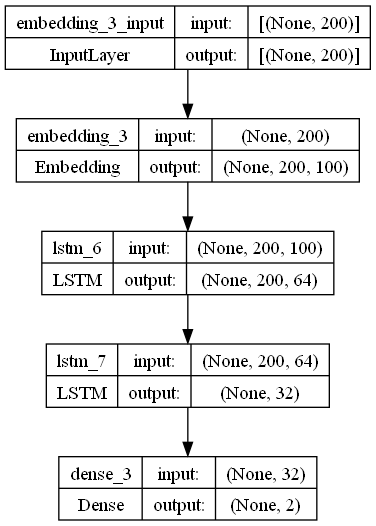 embedding_3_input input: [(None, 200)]
InputLayer output: [(None, 200)]
embedding_3 input: (None, 200)
Embedding output: (None, 200, 100)
lstm_6 input: (None, 200, 100)
LSTM output: (None, 200, 64)
lstm_7 input: (None, 200, 64)
LSTM output: (None, 32)
dense_3 input: (None, 32)
Dense output: (None, 2)